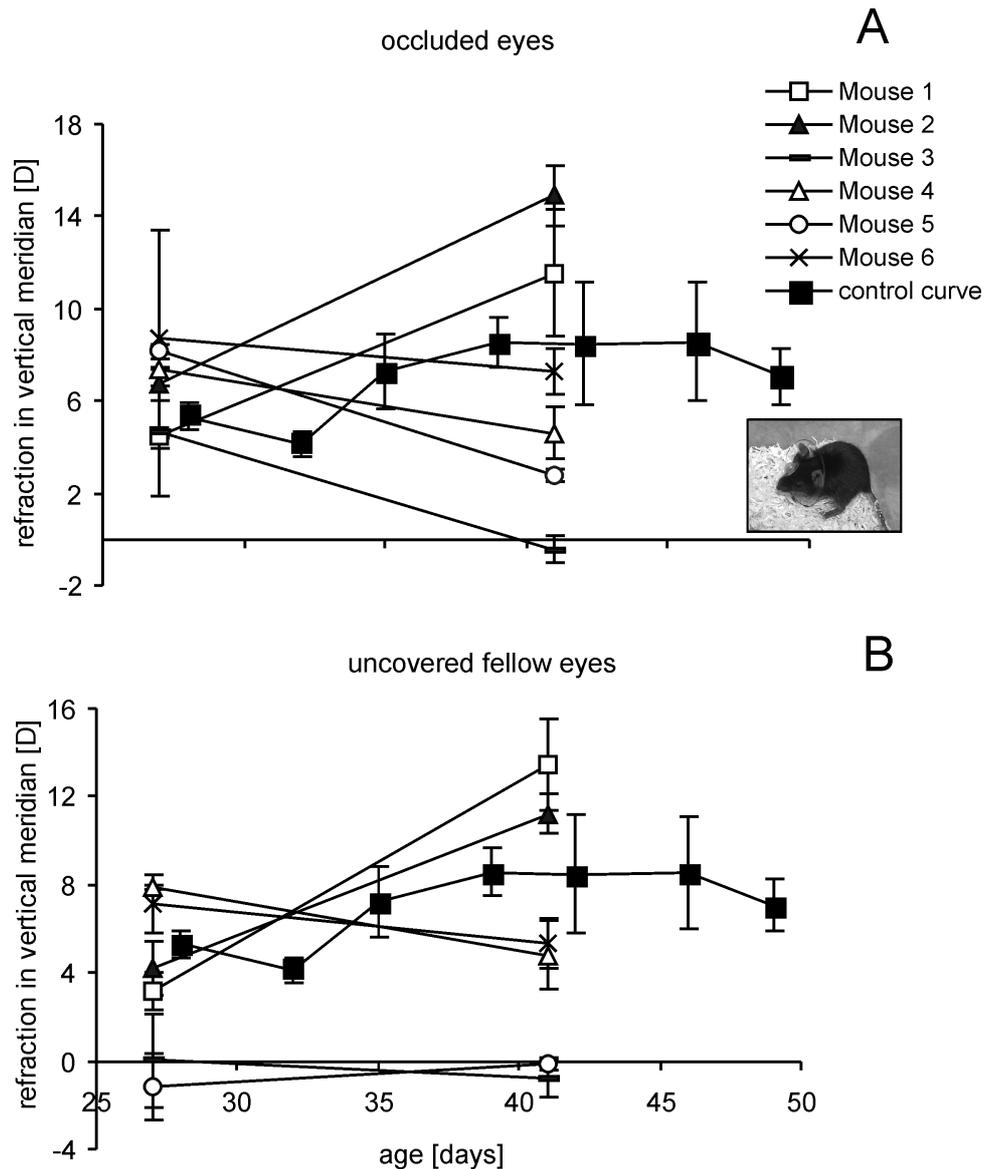 A
occluded eyes
Mouse 1
Mouse 2
Mouse 3
Mouse 4
Mouse 5
Mouse 6
control curve
refraction in vertical meridian [D]
18
14
10
6
2
-2
B
uncovered fellow eyes
refraction in vertical meridian [D]
16
12
8
4
0
-4
25 30 35 40 45 50
age [days]